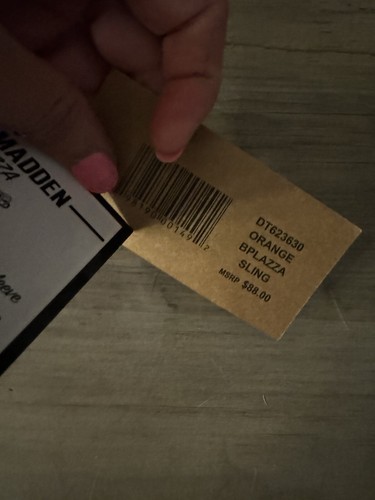 MADDEN
DT623630
ORANGE
BPLAZZA
SLING
MSRP $88.00